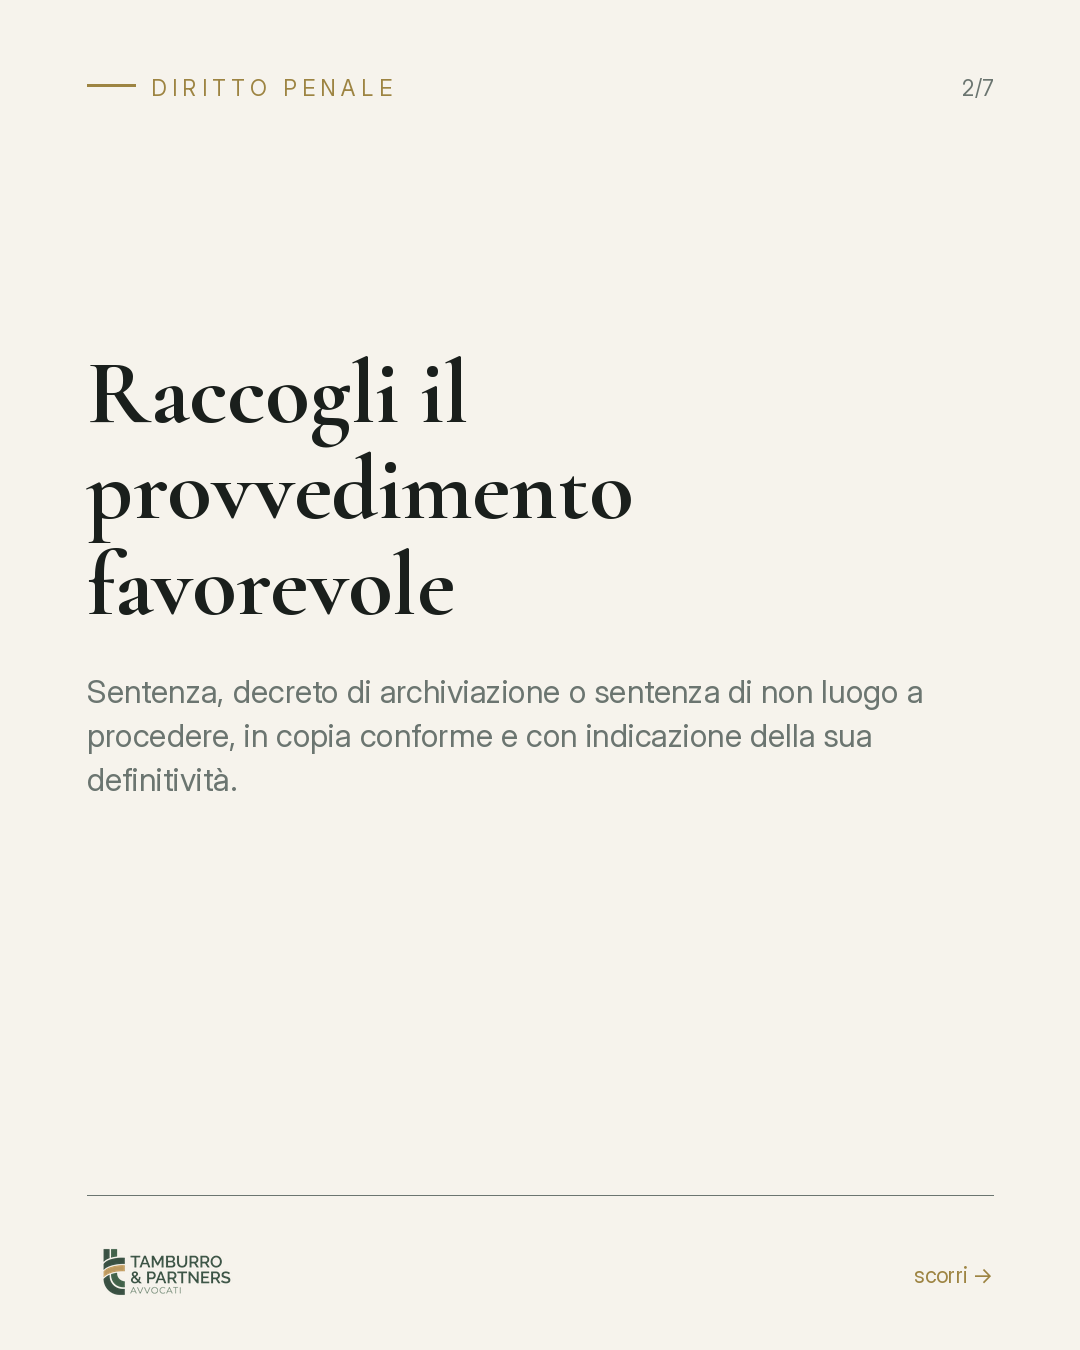 DIRITTO PENALE
2/7
Raccogli il
provvedimento
favorevole
Sentenza, decreto di archiviazione o sentenza di non luogo a
procedere, in copia conforme e con indicazione della sua
definitività.
TAMBURRO
& PARTNERS
AVVOCATI
scorri →